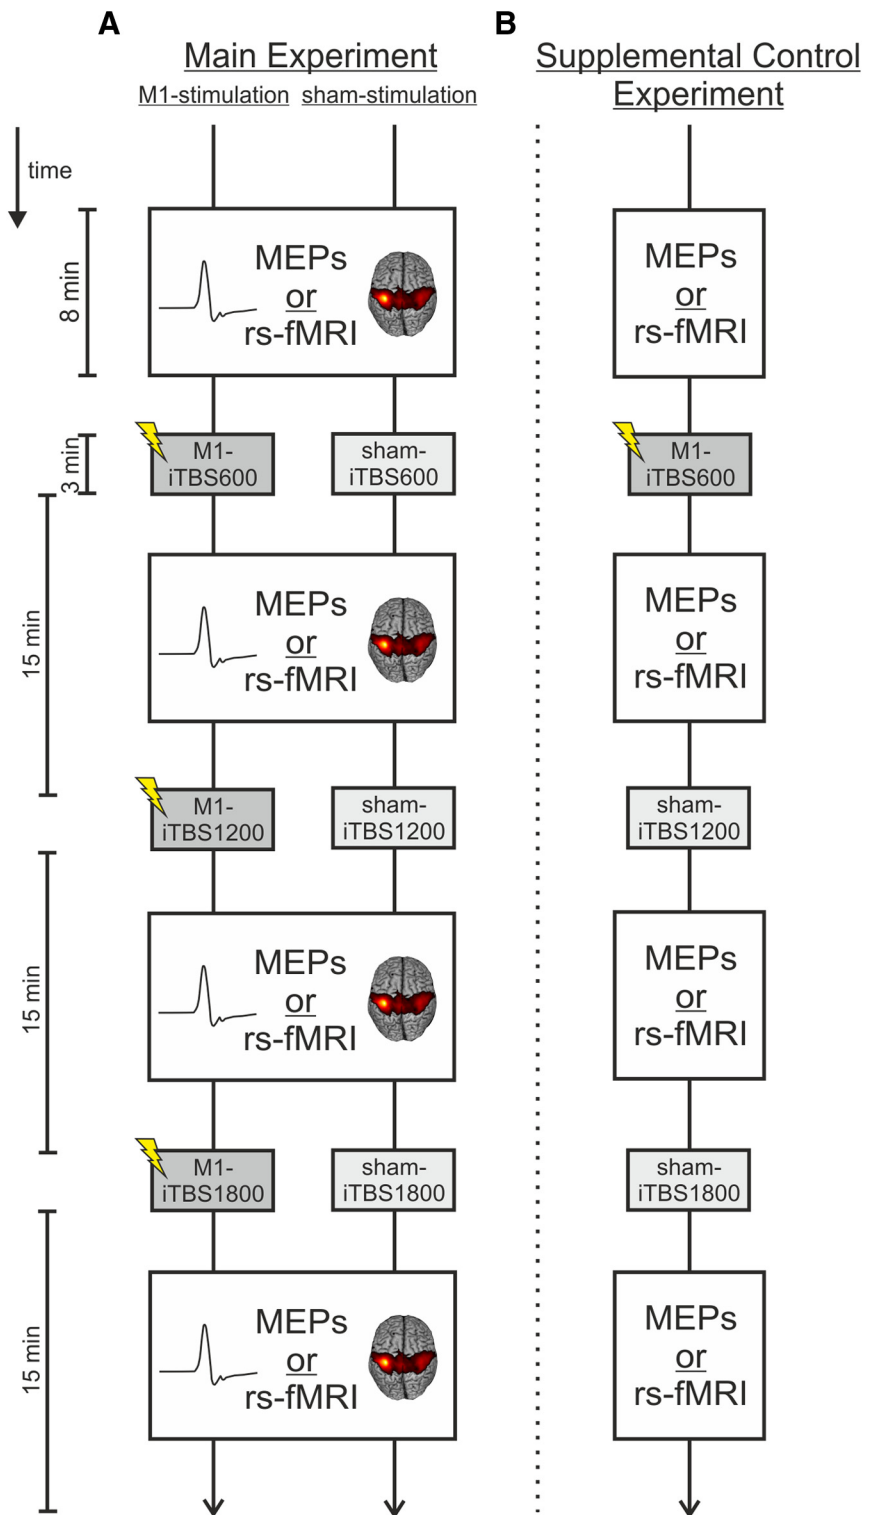 A
Main Experiment
M1-stimulation sham-stimulation
time
8 min
MEPs
or
rs-fMRI
3 min
M1-
iTBS600
sham-
iTBS600
15 min
MEPs
or
rs-fMRI
M1-
iTBS1200
sham-
iTBS1200
15 min
MEPs
or
rs-fMRI
M1-
iTBS1800
sham-
iTBS1800
15 min
MEPs
or
rs-fMRI
B
Supplemental Control
Experiment
MEPs
or
rs-fMRI
M1-
iTBS600
MEPs
or
rs-fMRI
sham-
iTBS1200
MEPs
or
rs-fMRI
sham-
iTBS1800
MEPs
or
rs-fMRI